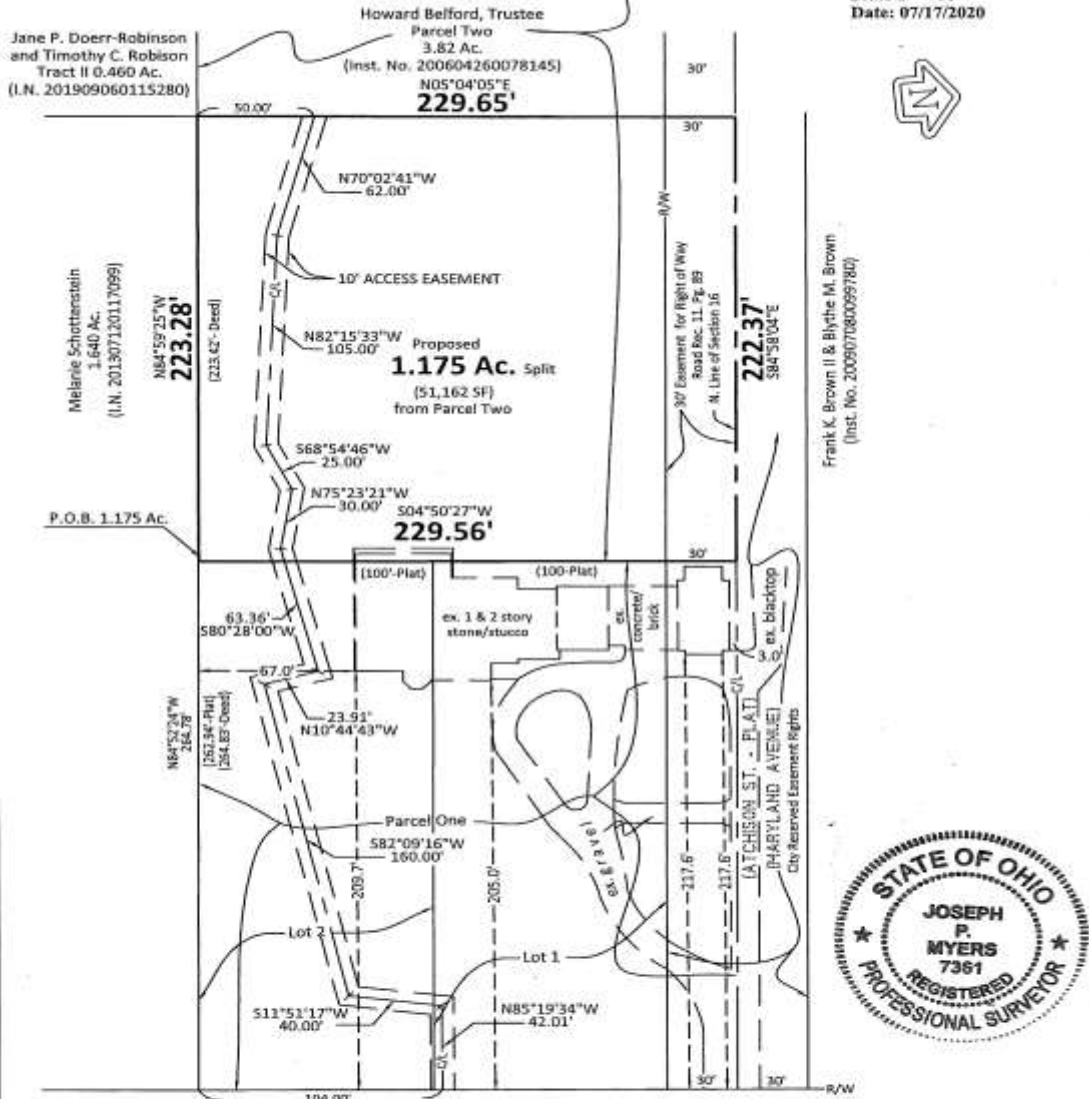 Date: 07/17/2020
Howard Belford, Trustee
Parcel Two
3.82 Ac.
(Inst. No. 200604260078145)
N05°04'05"E
229.65'
Jane P. Doerr-Robinson
and Timothy C. Robison
Tract II 0.460 Ac.
(I.N. 201909060115280)
N
30'
30'
50.00'
N70°02'41"W
62.00'
R/W
10' ACCESS EASEMENT
C/L
Melanie Schottenstein
1.640 Ac.
(I.N. 201307120117099)
N84°59'25"W
223.28'
(223.42'- Deed)
N82°15'33"W
105.00'
Proposed
1.175 Ac. Split
(51,162 SF)
from Parcel Two
30' Easement for Right of Way
Road Rec. 11, Pg. 89
N. Line of Section 16
222.37'
S84°58'04"E
Frank K. Brown II & Blythe M. Brown
(Inst. No. 200907080099780)
S68°54'46"W
25.00'
N75°23'21"W
30.00'
S04°50'27"W
229.56'
P.O.B. 1.175 Ac.
30'
(100'-Plat)
(100-Plat)
ex. 1 & 2 story
stone/stucco
ex.
concrete/
brick
ex. blacktop
3.0'
C/L
63.36'
S80°28'00"W
67.0'
23.91'
N10°44'43"W
N84°52'24"W
264.78'
(262.94'-Plat)
(264.83'-Deed)
Parcel One
S82°09'16"W
160.00'
209.7'
205.0'
ex. gravel
217.6'
217.6'
(ATCHISON ST. - PLAT)
(MARYLAND AVENUE)
City Reserved Easement Rights
Lot 2
Lot 1
S11°51'17"W
40.00'
N85°19'34"W
42.01'
C/L
30'
30'
R/W
104.00'
STATE OF OHIO
JOSEPH
P.
MYERS
7361
REGISTERED
PROFESSIONAL SURVEYOR